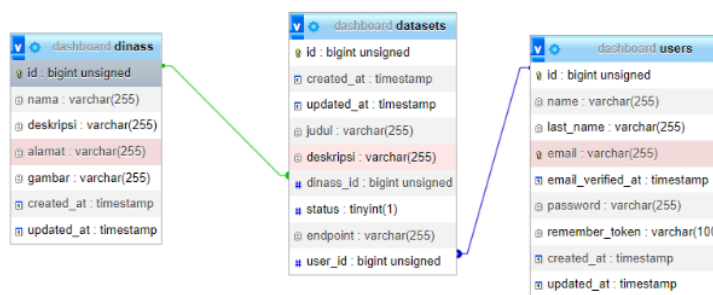 dashboard dinass
id : bigint unsigned
nama : varchar(255)
deskripsi : varchar(255)
alamat : varchar(255)
gambar : varchar(255)
created_at : timestamp
updated_at : timestamp
dashboard datasets
id : bigint unsigned
created_at : timestamp
updated_at : timestamp
judul : varchar(255)
deskripsi : varchar(255)
# dinass_id : bigint unsigned
# status : tinyint(1)
endpoint : varchar(255)
# user_id : bigint unsigned
dashboard users
id : bigint unsigned
name : varchar(255)
last_name : varchar(255)
email : varchar(255)
email_verified_at : timestamp
password : varchar(255)
remember_token : varchar(100
created_at : timestamp
updated_at : timestamp